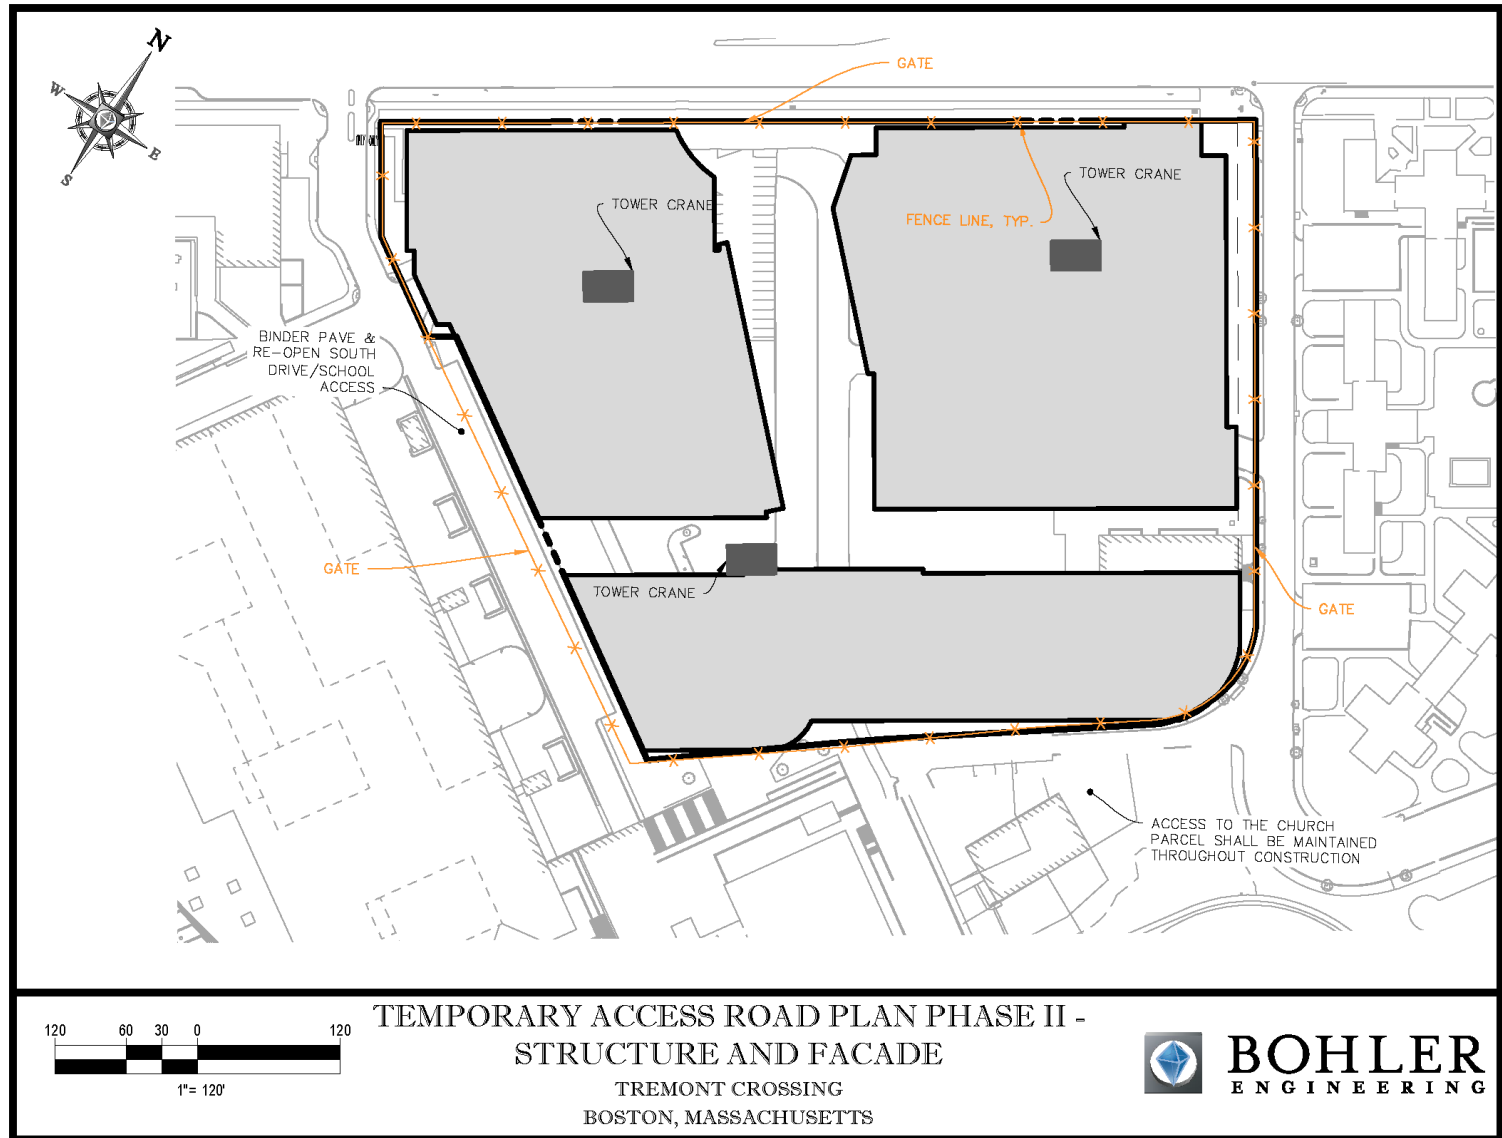 N
W
E
S
GATE
TOWER CRANE
TOWER CRANE
FENCE LINE, TYP.
BINDER PAVE &
RE-OPEN SOUTH
DRIVE/SCHOOL
ACCESS
GATE
TOWER CRANE
GATE
ACCESS TO THE CHURCH
PARCEL SHALL BE MAINTAINED
THROUGHOUT CONSTRUCTION
120 60 30 0 120
1"= 120'
TEMPORARY ACCESS ROAD PLAN PHASE II -
STRUCTURE AND FACADE
TREMONT CROSSING
BOSTON, MASSACHUSETTS
BOHLER
ENGINEERING